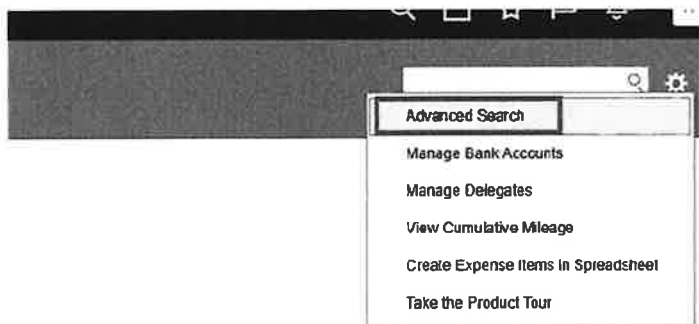 Advanced Search
Manage Bank Accounts
Manage Delegates
View Cumulative Mileage
Create Expense Items in Spreadsheet
Take the Product Tour